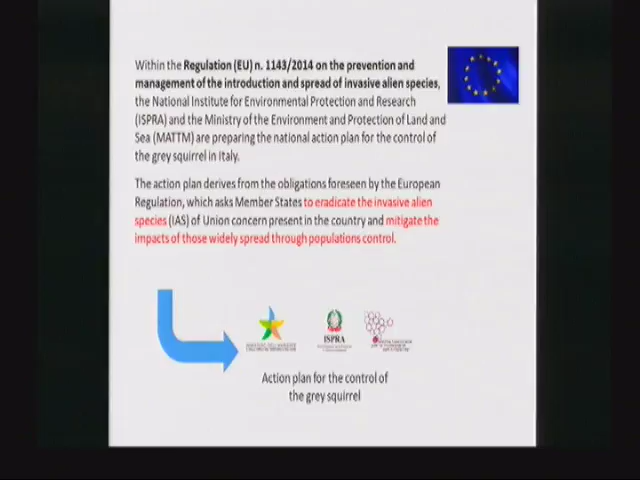 Within the Regulation (EU) n. 1143/2014 on the prevention and
management of the introduction and spread of invasive alien species,
the National Institute for Environmental Protection and Research
(ISPRA) and the Ministry of the Environment and Protection of Land and
Sea (MATTM) are preparing the national action plan for the control of
the grey squirrel in Italy.
The action plan derives from the obligations foreseen by the European
Regulation, which asks Member States to eradicate the invasive alien
species (IAS) of Union concern present in the country and mitigate the
impacts of those widely spread through populations control.
ISPRA
Action plan for the control of
the grey squirrel